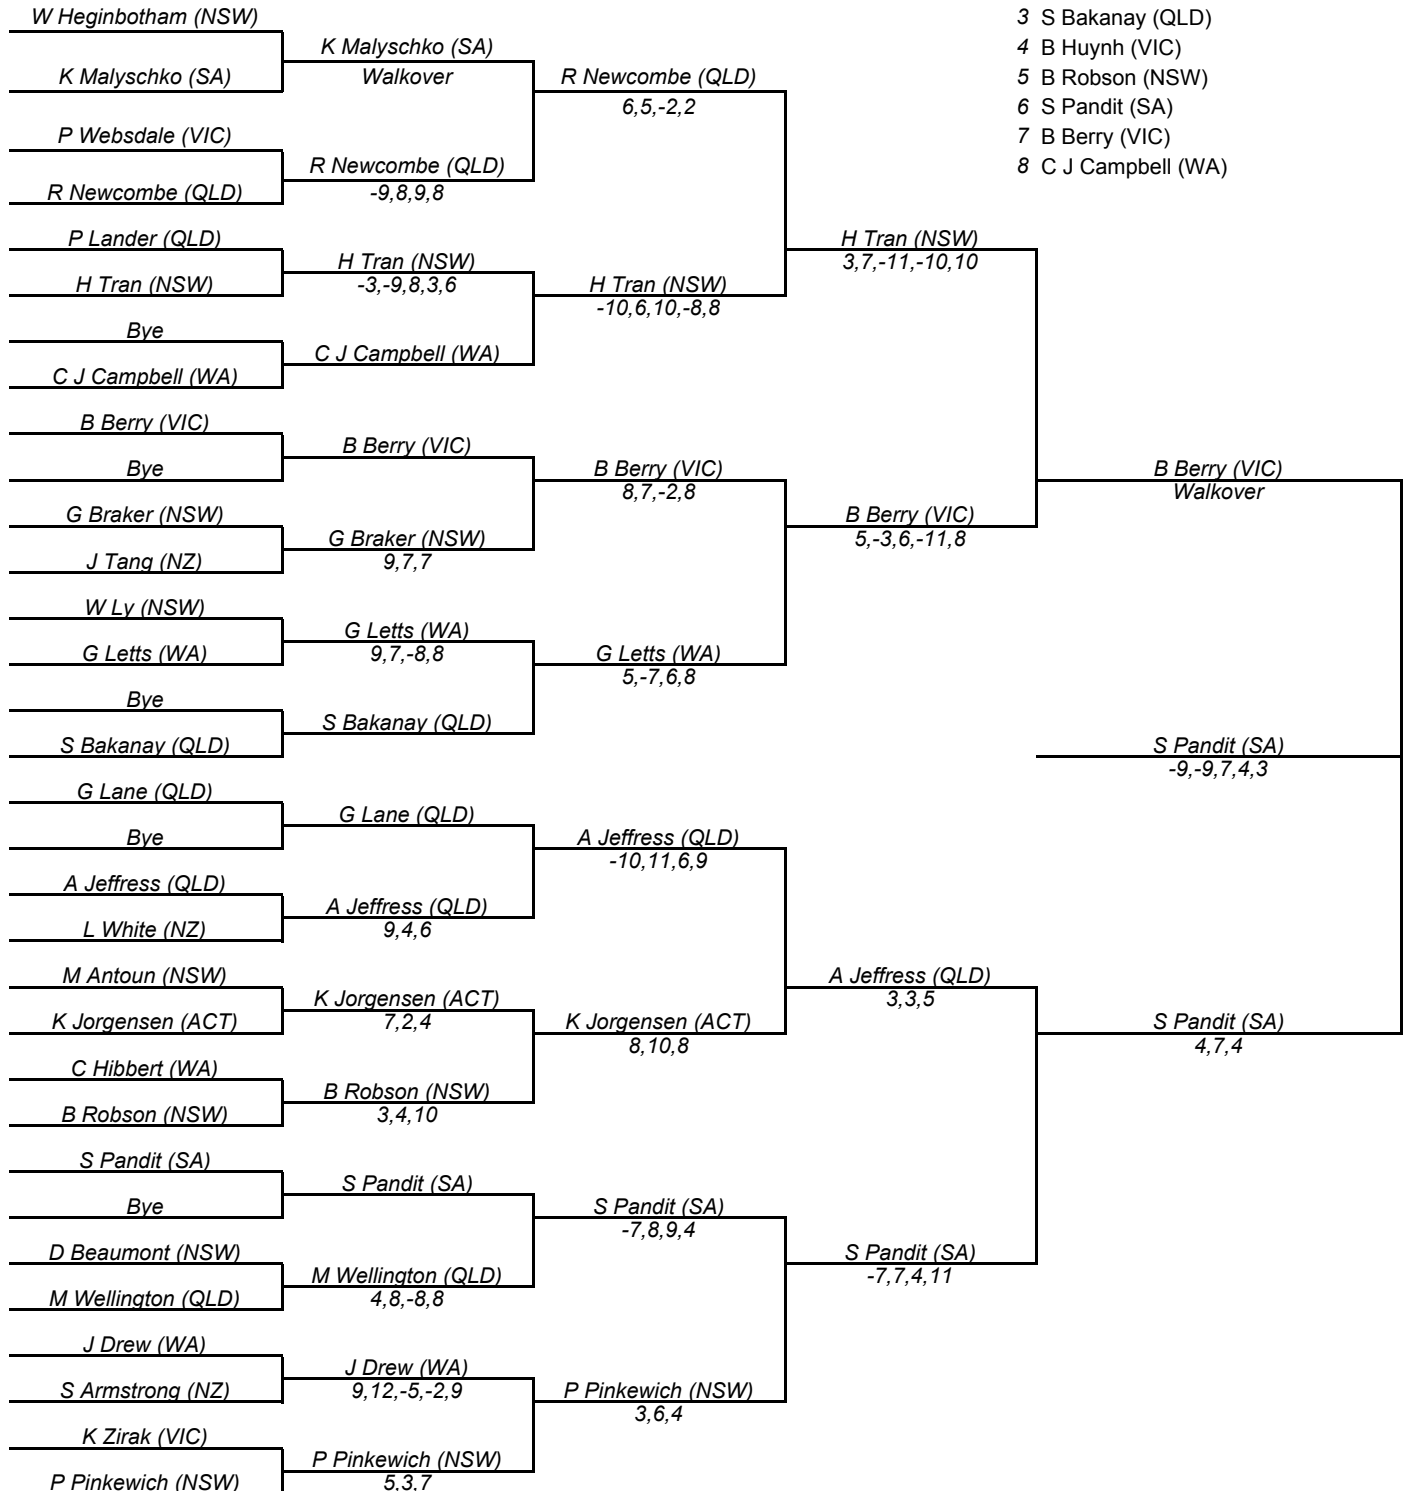 W Heginbotham (NSW)
K Malyschko (SA)
P Websdale (VIC)
R Newcombe (QLD)
P Lander (QLD)
H Tran (NSW)
Bye
C J Campbell (WA)
B Berry (VIC)
Bye
G Braker (NSW)
J Tang (NZ)
W Ly (NSW)
G Letts (WA)
Bye
S Bakanay (QLD)
G Lane (QLD)
Bye
A Jeffress (QLD)
L White (NZ)
M Antoun (NSW)
K Jorgensen (ACT)
C Hibbert (WA)
B Robson (NSW)
S Pandit (SA)
Bye
D Beaumont (NSW)
M Wellington (QLD)
J Drew (WA)
S Armstrong (NZ)
K Zirak (VIC)
P Pinkewich (NSW)
K Malyschko (SA)
Walkover
R Newcombe (QLD)
-9,8,9,8
H Tran (NSW)
-3,-9,8,3,6
C J Campbell (WA)
B Berry (VIC)
G Braker (NSW)
9,7,7
G Letts (WA)
9,7,-8,8
S Bakanay (QLD)
G Lane (QLD)
A Jeffress (QLD)
9,4,6
K Jorgensen (ACT)
7,2,4
B Robson (NSW)
3,4,10
S Pandit (SA)
M Wellington (QLD)
4,8,-8,8
J Drew (WA)
9,12,-5,-2,9
P Pinkewich (NSW)
5,3,7
R Newcombe (QLD)
6,5,-2,2
H Tran (NSW)
-10,6,10,-8,8
B Berry (VIC)
8,7,-2,8
G Letts (WA)
5,-7,6,8
A Jeffress (QLD)
-10,11,6,9
K Jorgensen (ACT)
8,10,8
S Pandit (SA)
-7,8,9,4
P Pinkewich (NSW)
3,6,4
H Tran (NSW)
3,7,-11,-10,10
B Berry (VIC)
5,-3,6,-11,8
A Jeffress (QLD)
3,3,5
S Pandit (SA)
-7,7,4,11
3 S Bakanay (QLD)
4 B Huynh (VIC)
5 B Robson (NSW)
6 S Pandit (SA)
7 B Berry (VIC)
8 C J Campbell (WA)
B Berry (VIC)
Walkover
S Pandit (SA)
-9,-9,7,4,3
S Pandit (SA)
4,7,4